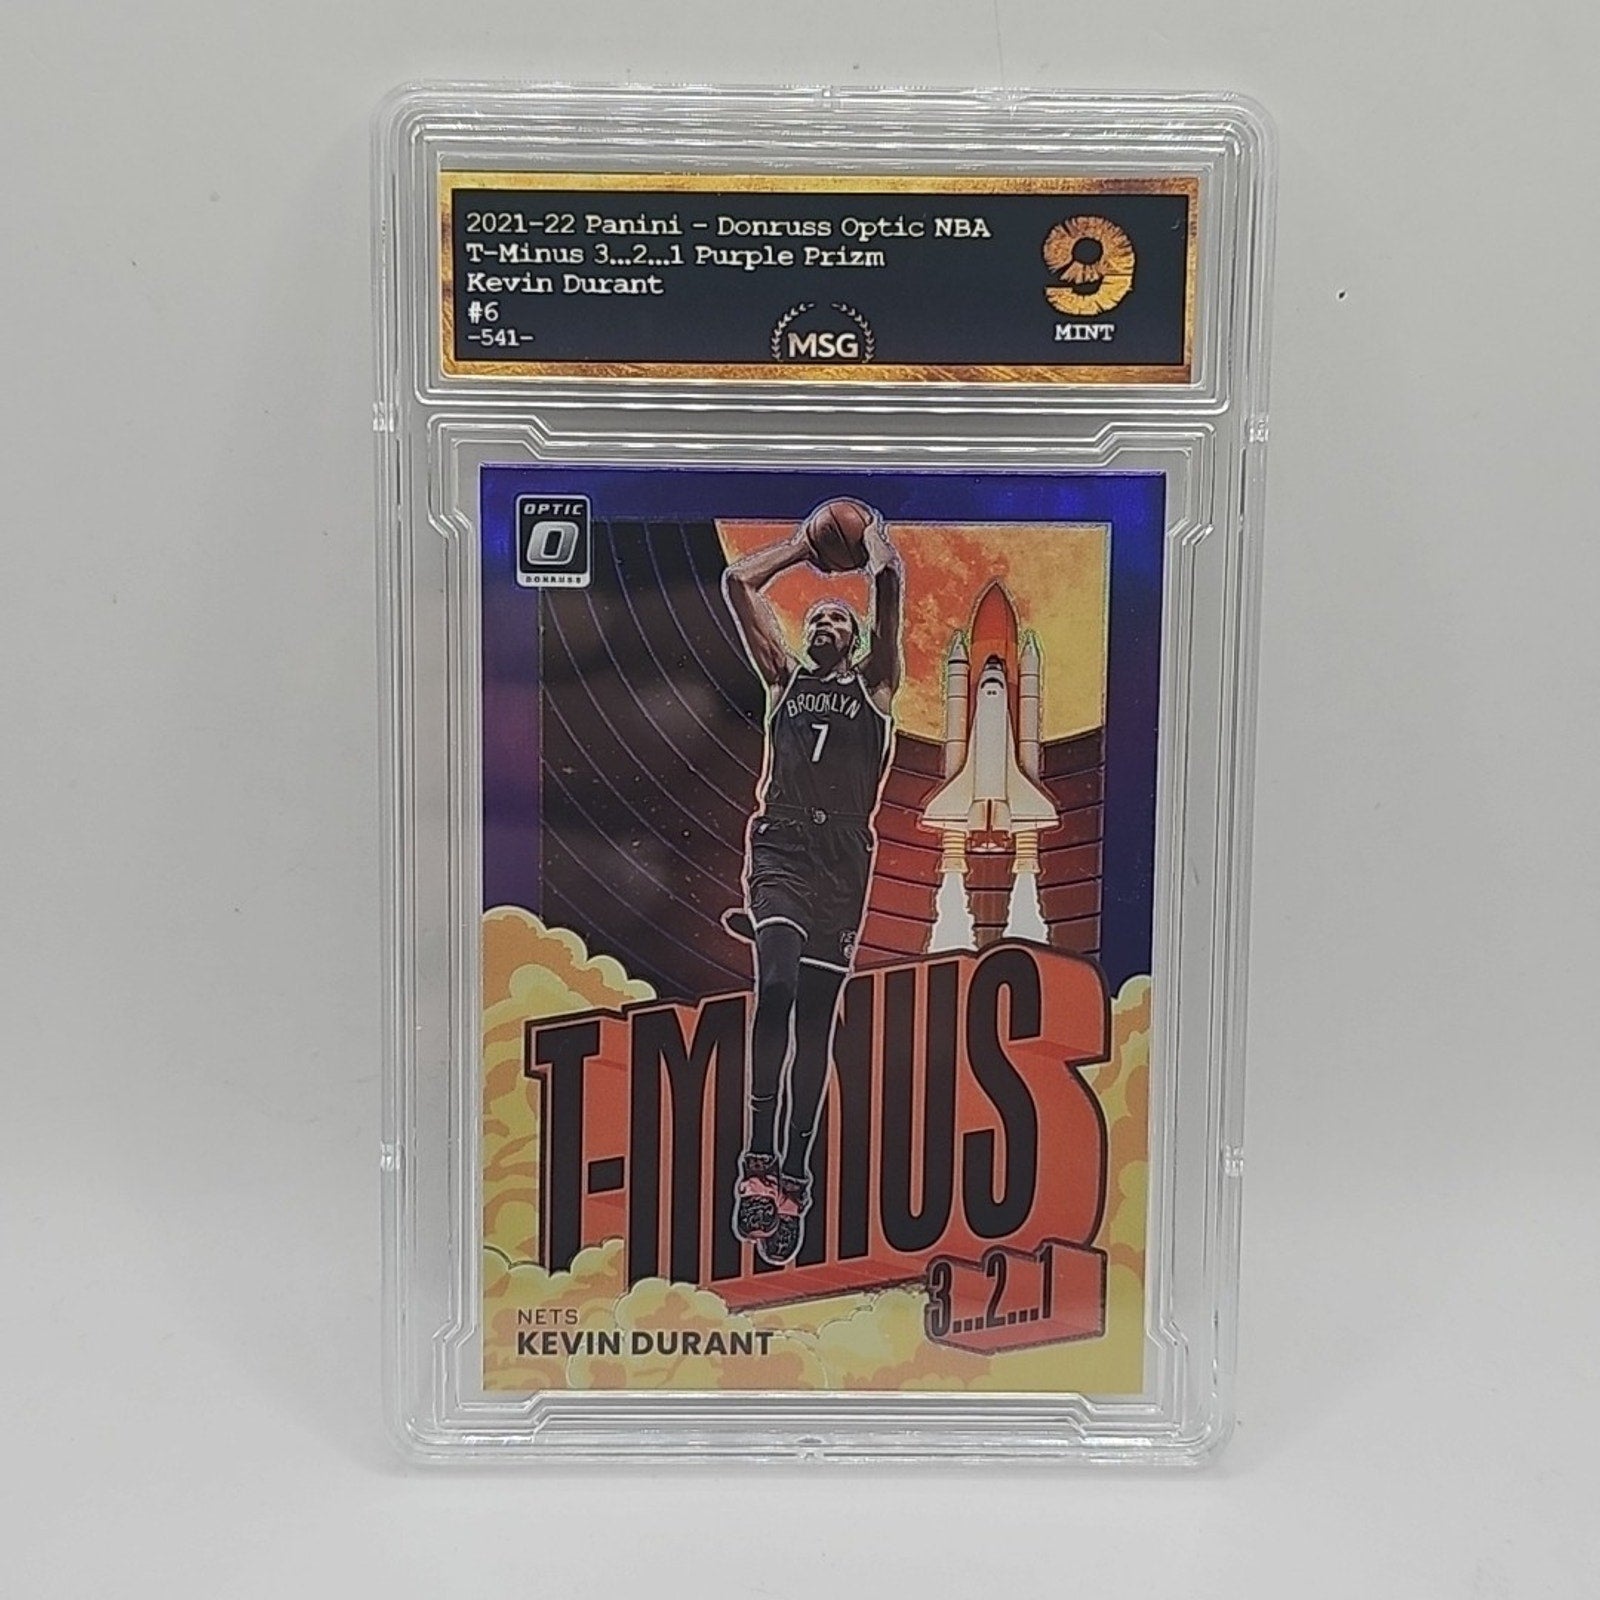 2021-22 Panini - Donruss Optic NBA
T-Minus 3...2...1 Purple Prizm
Kevin Durant
#6
-541-
MSG
9
MINT
OPTIC
O
DONRUSS
BROOKLYN
7
T-MINUS
3...2...1
NETS
KEVIN DURANT